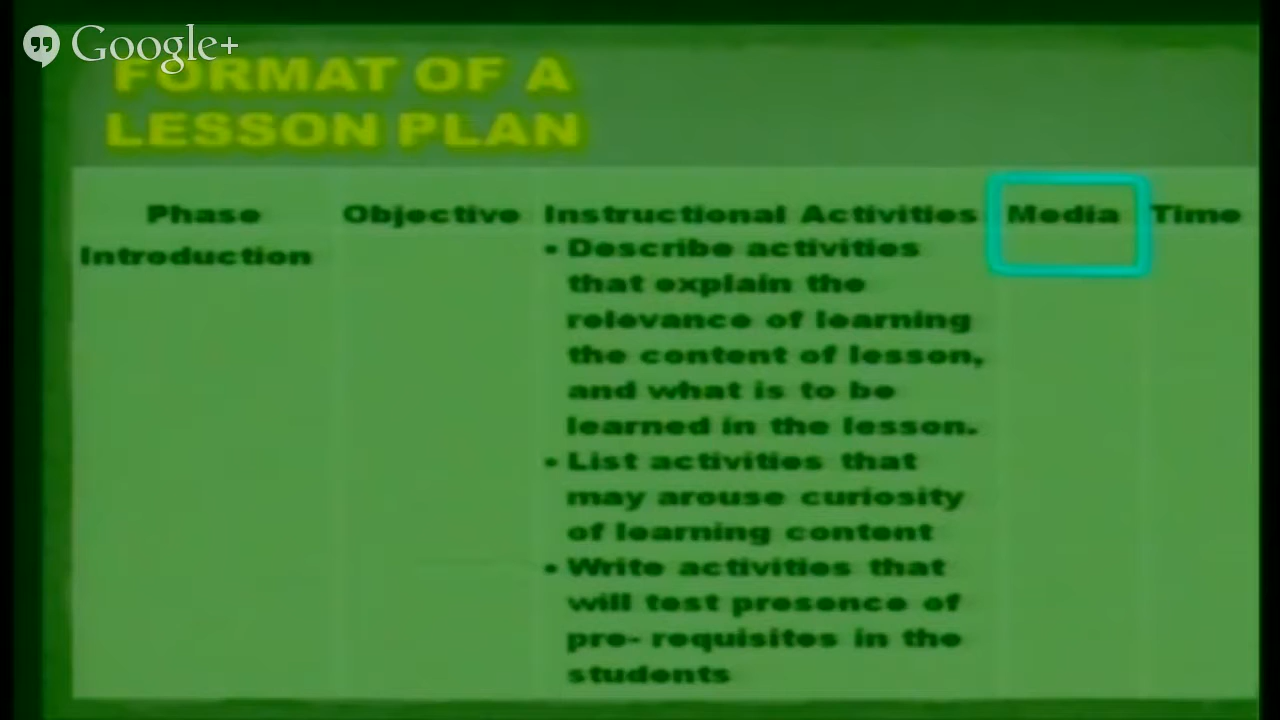 Google+
FORMAT OF A
LESSON PLAN
Phase Objective Instructional Activities Media Time
Introduction
• Describe activities
that explain the
relevance of learning
the content of lesson,
and what is to be
learned in the lesson.
• List activities that
may arouse curiosity
of learning content
• Write activities that
will test presence of
pre- requisites in the
students